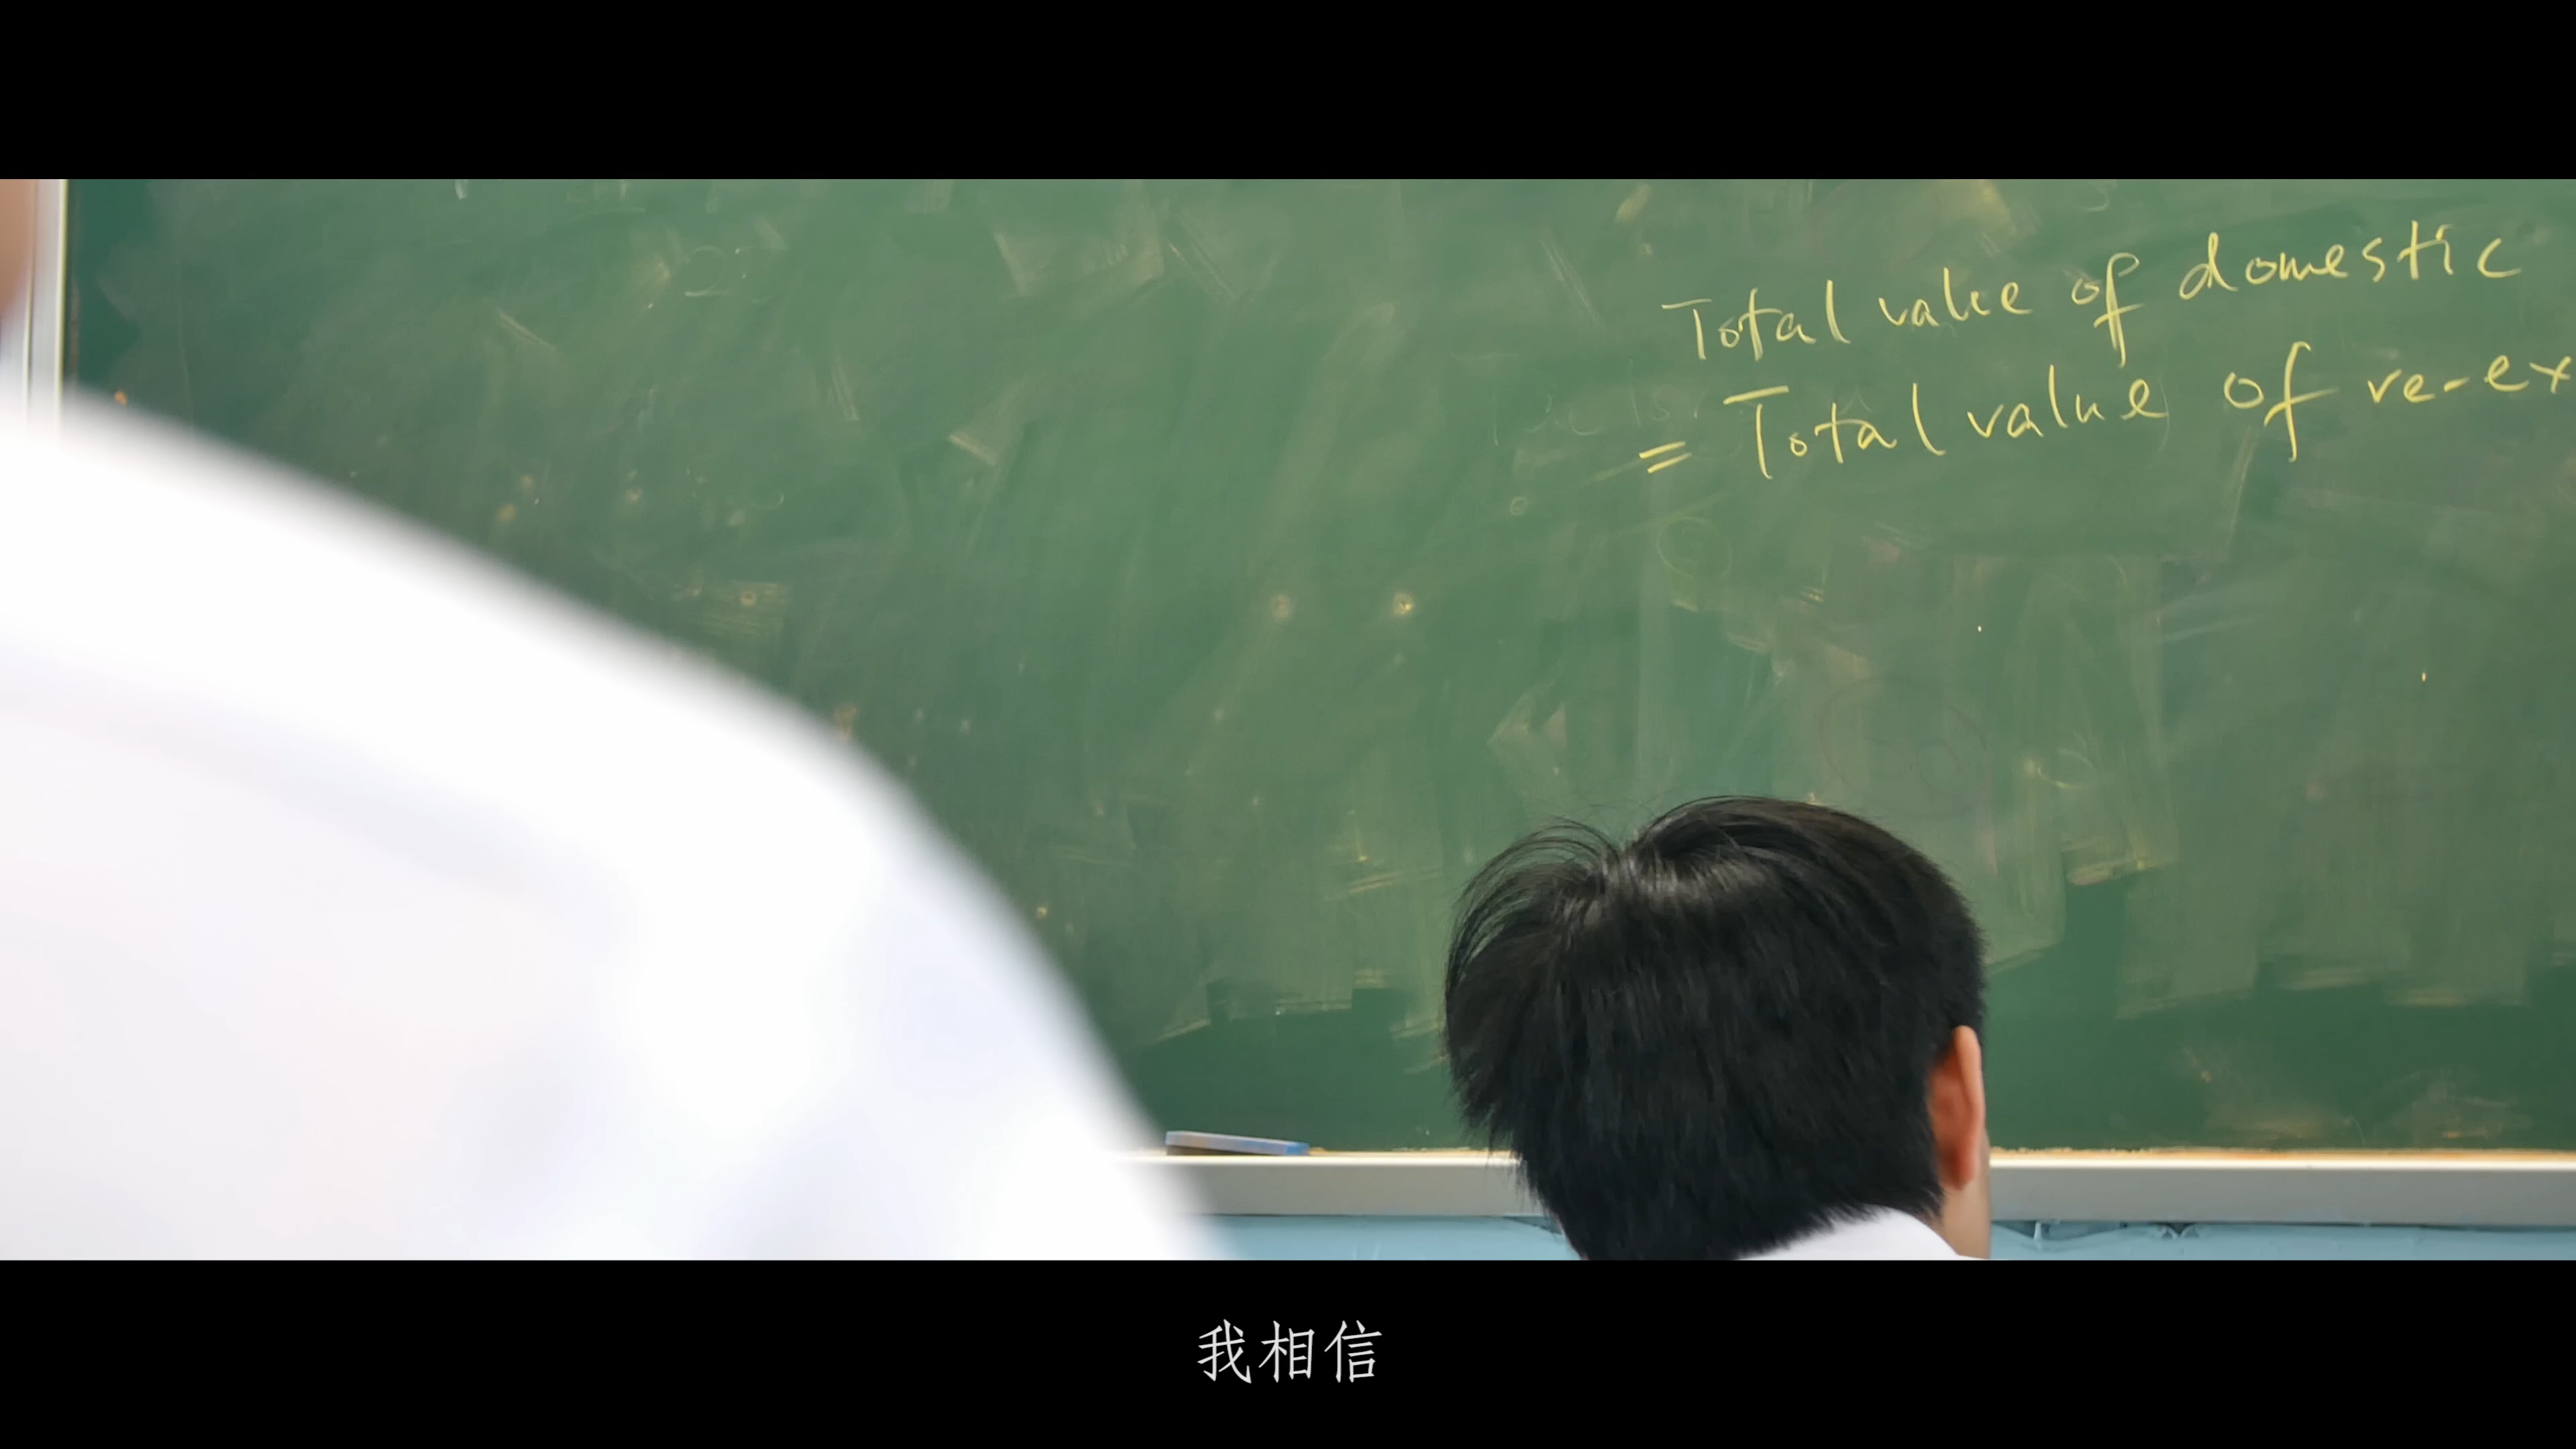 Total value of domestic
= Total value of re-ex
我相信